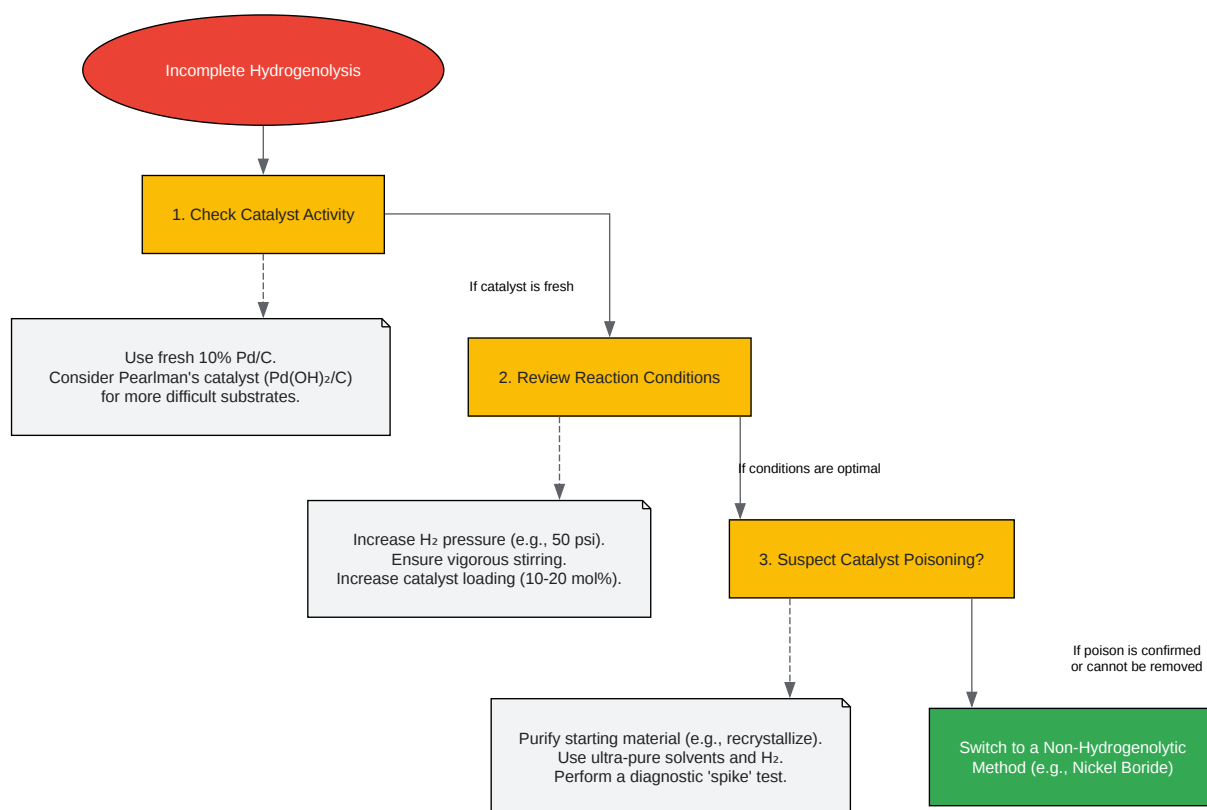 Incomplete Hydrogenolysis
1. Check Catalyst Activity
If catalyst is fresh
Use fresh 10% Pd/C.
Consider Pearlman's catalyst (Pd(OH)₂/C)
for more difficult substrates.
2. Review Reaction Conditions
If conditions are optimal
Increase H₂ pressure (e.g., 50 psi).
Ensure vigorous stirring.
Increase catalyst loading (10-20 mol%).
3. Suspect Catalyst Poisoning?
If poison is confirmed
or cannot be removed
Purify starting material (e.g., recrystallize).
Use ultra-pure solvents and H₂.
Perform a diagnostic 'spike' test.
Switch to a Non-Hydrogenolytic
Method (e.g., Nickel Boride)